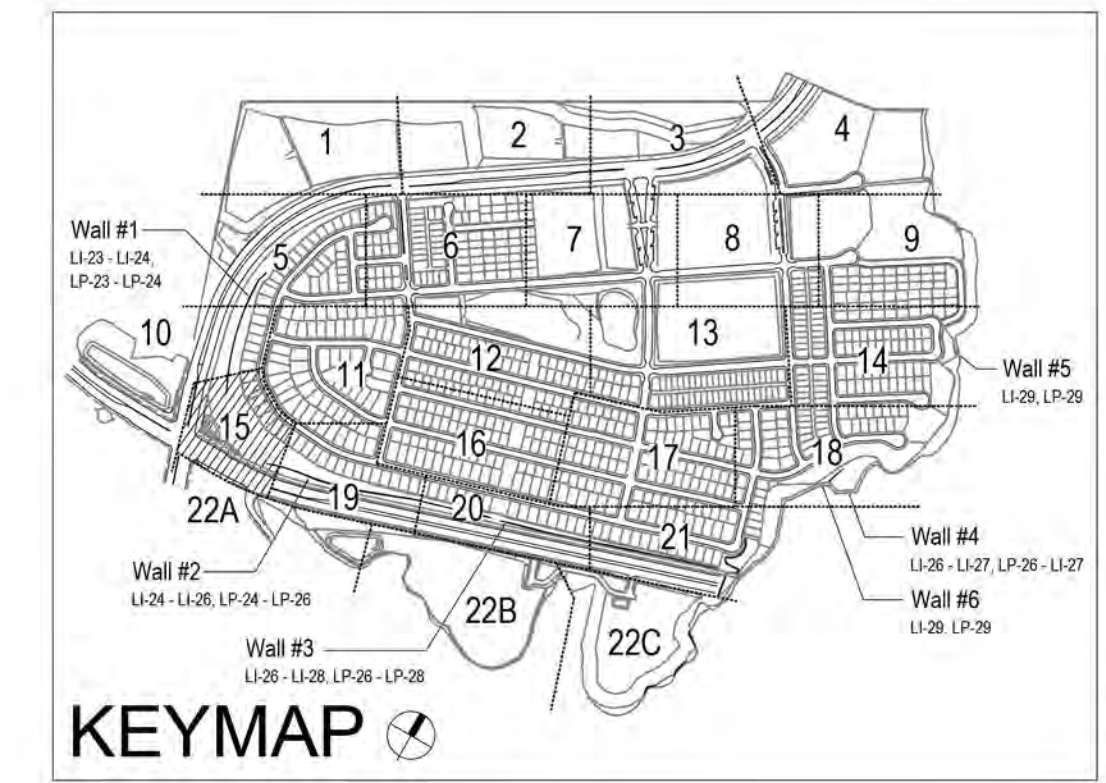 1
2
3
4
Wall #1
LI-23 - LI-24,
LP-23 - LP-24
5
6
7
8
9
10
11
12
13
14
Wall #5
LI-29, LP-29
15
16
17
18
19
20
21
22A
Wall #2
LI-24 - LI-26, LP-24 - LP-26
22B
22C
Wall #4
LI-26 - LI-27, LP-26 - LI-27
Wall #6
LI-29. LP-29
Wall #3
LI-26 - LI-28, LP-26 - LP-28
KEYMAP